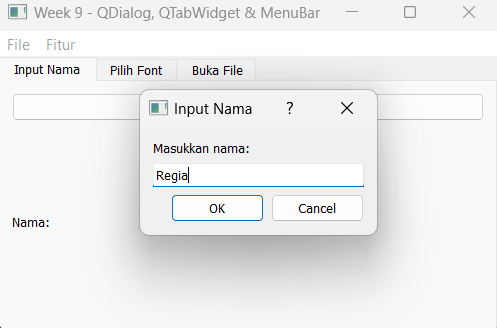 Week 9 - QDialog, QTabWidget & MenuBar
File Fitur
Input Nama Pilih Font Buka File
Input Nama ?
Masukkan nama:
Regia
OK Cancel
Nama: